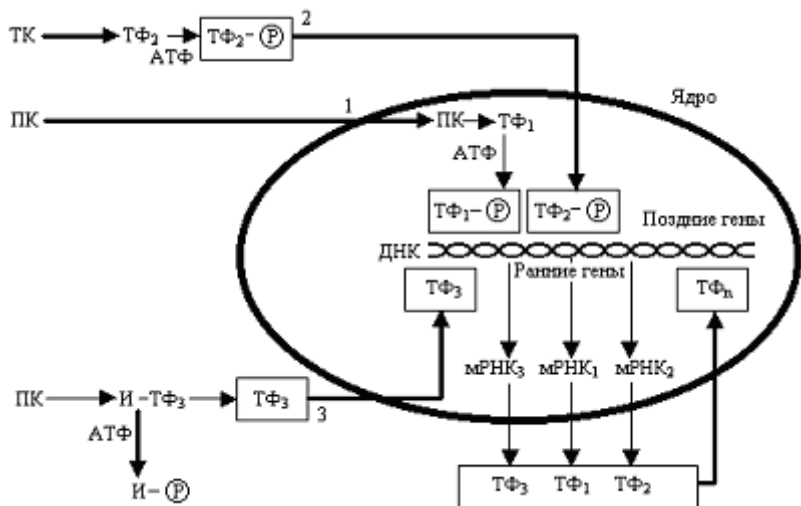 2
ТК ТФ₂ ТФ₂– Р
АТФ
Ядро
1
ПК ПК ТФ₁
АТФ
ТФ₁– Р ТФ₂– Р
Поздние гены
ДНК
Ранние гены
ТФ₃ ТФₙ
мРНК₃ мРНК₁ мРНК₂
ПК И –ТФ₃ ТФ₃
3
АТФ
И– Р
ТФ₃ ТФ₁ ТФ₂